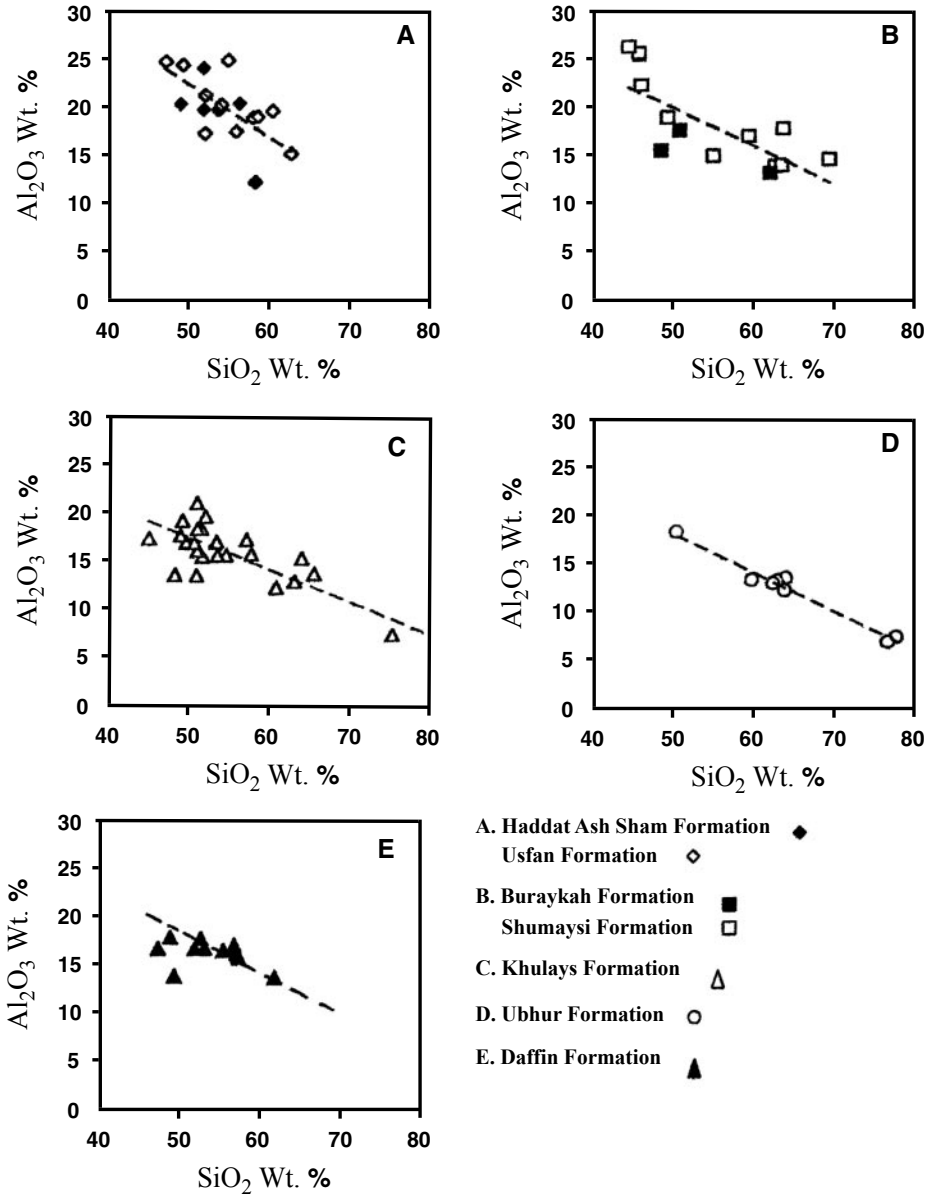 A
Al₂O₃ Wt. %
30
25
20
15
10
5
0
40 50 60 70 80
SiO₂ Wt. %
B
Al₂O₃ Wt. %
30
25
20
15
10
5
0
40 50 60 70 80
SiO₂ Wt. %
C
Al₂O₃ Wt. %
30
25
20
15
10
5
0
40 50 60 70 80
SiO₂ Wt. %
D
Al₂O₃ Wt. %
30
25
20
15
10
5
0
40 50 60 70 80
SiO₂ Wt. %
E
Al₂O₃ Wt. %
30
25
20
15
10
5
0
40 50 60 70 80
SiO₂ Wt. %
A. Haddat Ash Sham Formation
Usfan Formation
B. Buraykah Formation
Shumaysi Formation
C. Khulays Formation
D. Ubhur Formation
E. Daffin Formation